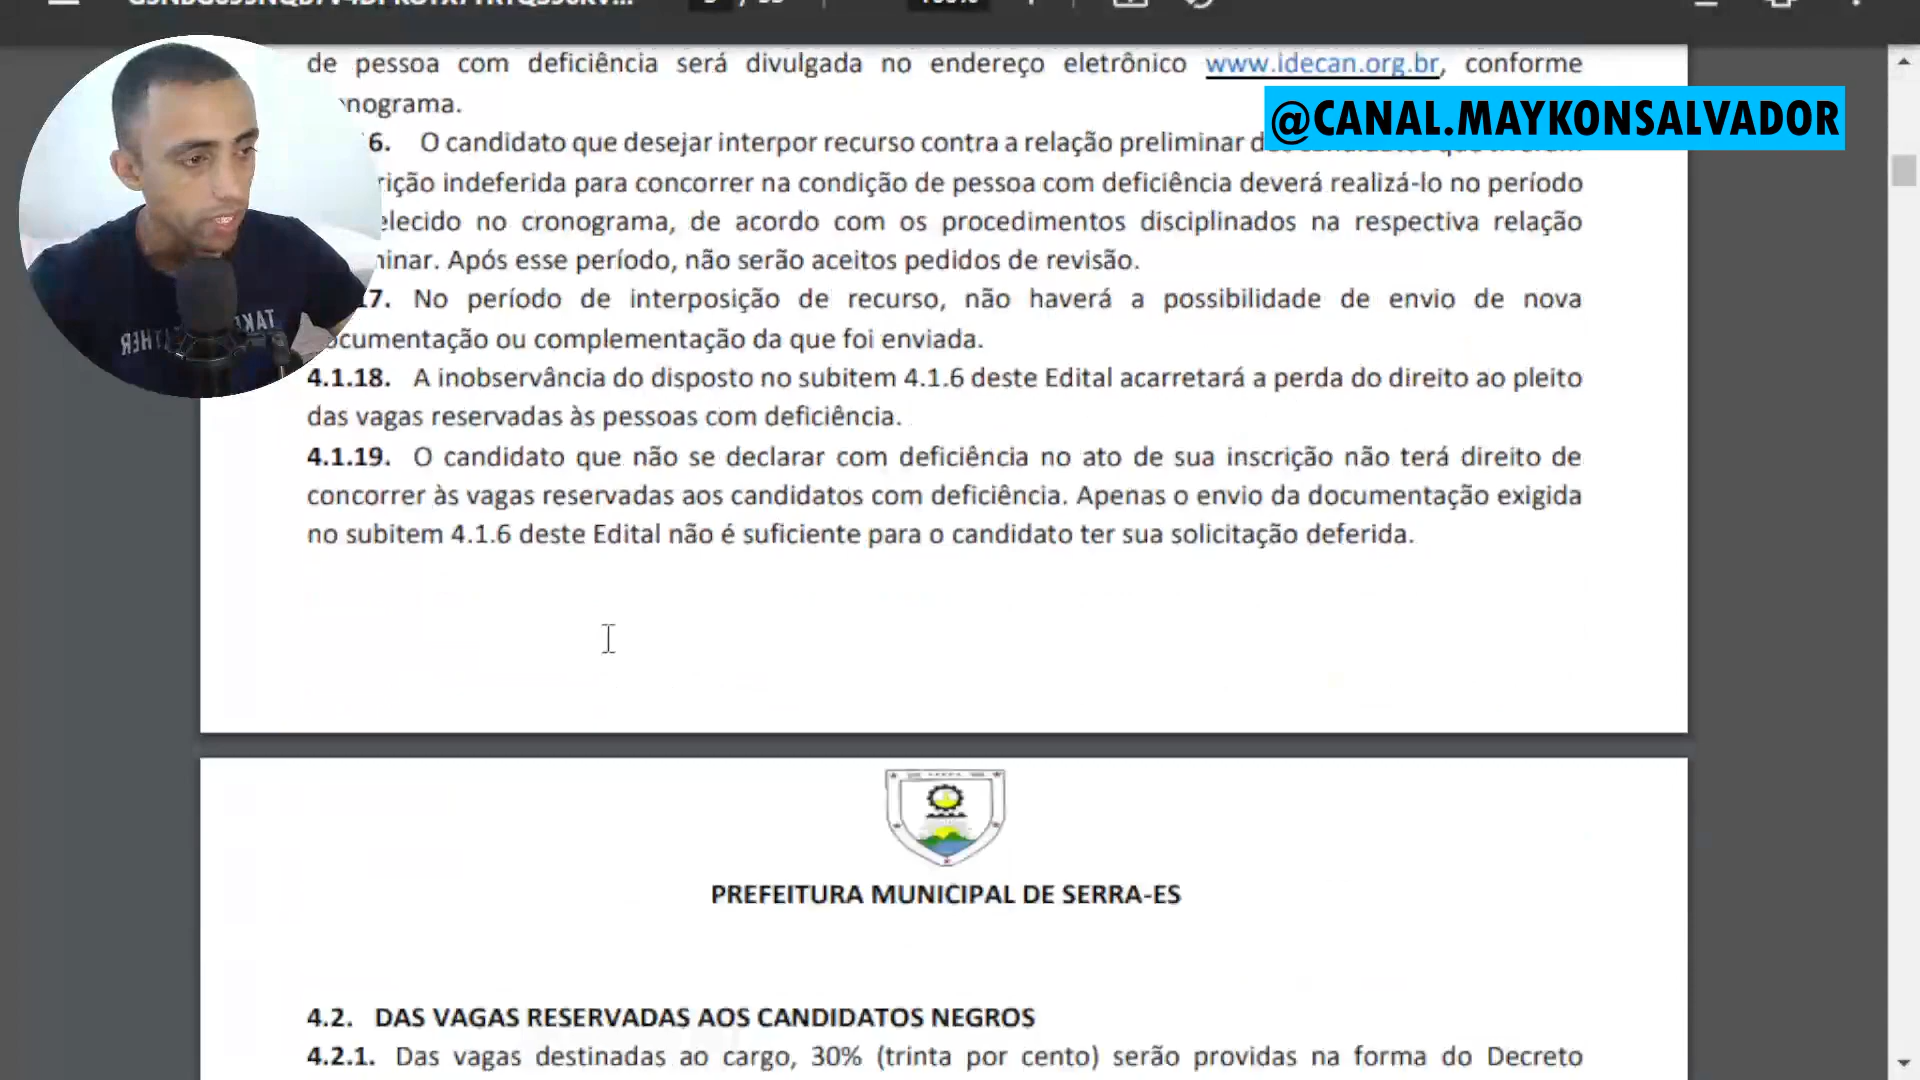 de pessoa com deficiência será divulgada no endereço eletrônico www.idecan.org.br, conforme
nograma.
@CANAL.MAYKONSALVADOR
6. O candidato que desejar interpor recurso contra a relação preliminar
rição indeferida para concorrer na condição de pessoa com deficiência deverá realizá-lo no período
elecido no cronograma, de acordo com os procedimentos disciplinados na respectiva relação
minar. Após esse período, não serão aceitos pedidos de revisão.
17. No período de interposição de recurso, não haverá a possibilidade de envio de nova
ocumentação ou complementação da que foi enviada.
4.1.18. A inobservância do disposto no subitem 4.1.6 deste Edital acarretará a perda do direito ao pleito
das vagas reservadas às pessoas com deficiência.
4.1.19. O candidato que não se declarar com deficiência no ato de sua inscrição não terá direito de
concorrer às vagas reservadas aos candidatos com deficiência. Apenas o envio da documentação exigida
no subitem 4.1.6 deste Edital não é suficiente para o candidato ter sua solicitação deferida.
PREFEITURA MUNICIPAL DE SERRA-ES
4.2. DAS VAGAS RESERVADAS AOS CANDIDATOS NEGROS
4.2.1. Das vagas destinadas ao cargo, 30% (trinta por cento) serão providas na forma do Decreto